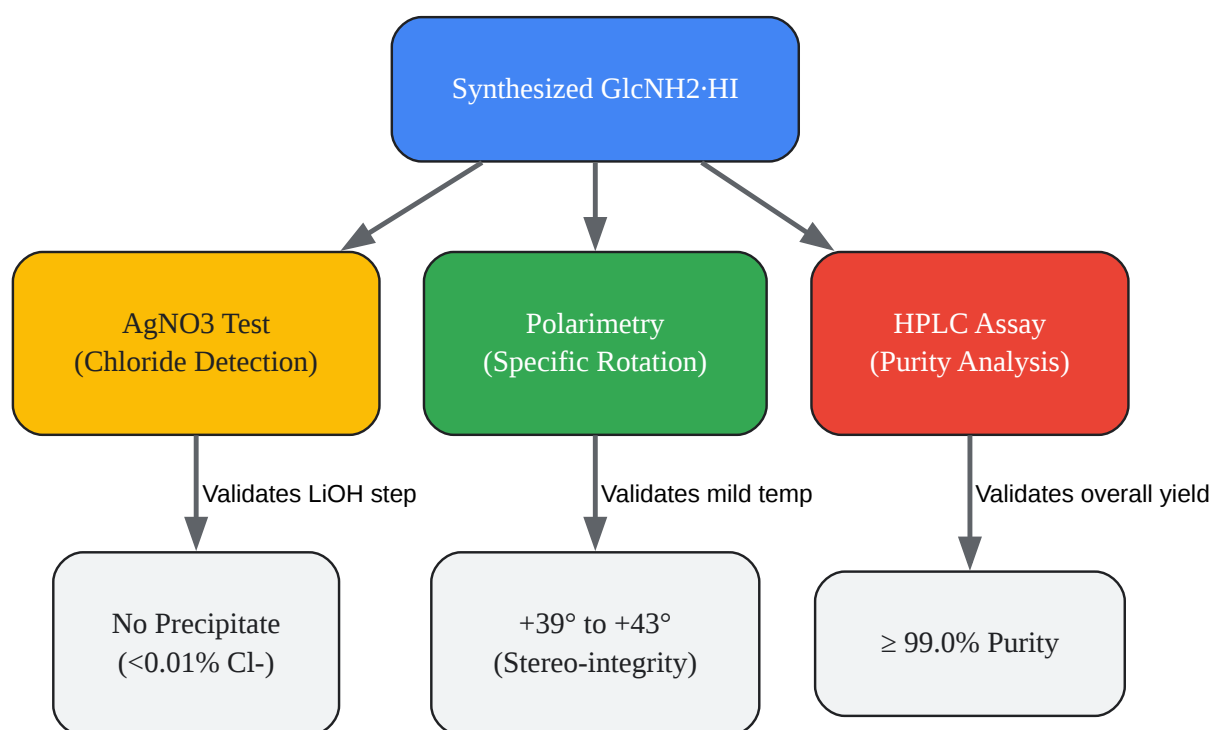 Synthesized GlcNH2·HI
AgNO3 Test
(Chloride Detection)
Polarimetry
(Specific Rotation)
HPLC Assay
(Purity Analysis)
Validates LiOH step
Validates mild temp
Validates overall yield
No Precipitate
(<0.01% Cl-)
+39° to +43°
(Stereo-integrity)
≥ 99.0% Purity